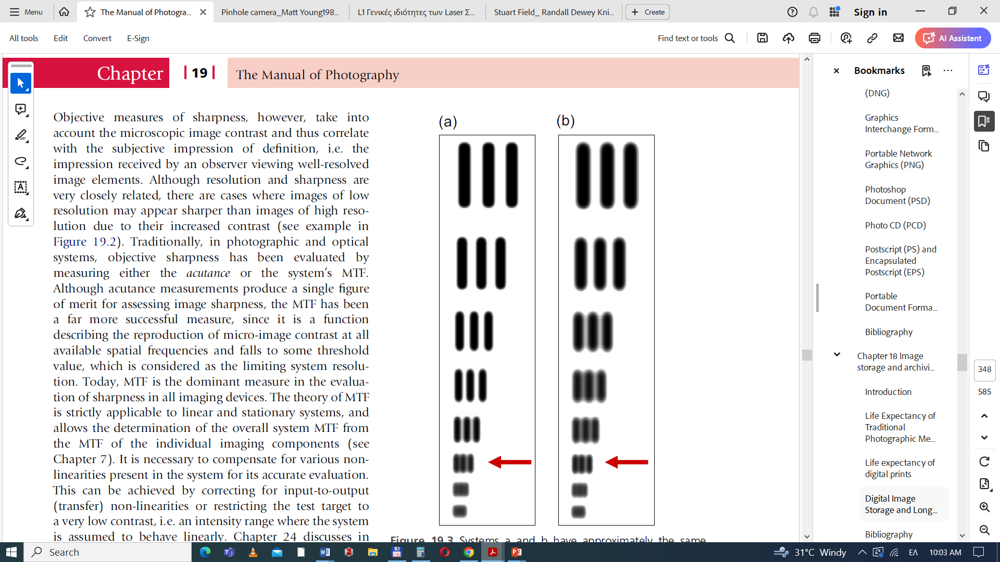 Menu
The Manual of Photogra...
Pinhole camera_Matt Young198...
L1 Γενικές ιδιότητες των Laser Σ...
Stuart Field_ Randall Dewey Kni...
Create
Sign in
All tools
Edit
Convert
E-Sign
Find text or tools
AI Assistant
Chapter
19
The Manual of Photography
Objective measures of sharpness, however, take into
account the microscopic image contrast and thus correlate
with the subjective impression of definition, i.e. the
impression received by an observer viewing well-resolved
image elements. Although resolution and sharpness are
very closely related, there are cases where images of low
resolution may appear sharper than images of high reso-
lution due to their increased contrast (see example in
Figure 19.2). Traditionally, in photographic and optical
systems, objective sharpness has been evaluated by
measuring either the acutance or the system's MTF.
Although acutance measurements produce a single figure
of merit for assessing image sharpness, the MTF has been
a far more successful measure, since it is a function
describing the reproduction of micro-image contrast at all
available spatial frequencies and falls to some threshold
value, which is considered as the limiting system resolu-
tion. Today, MTF is the dominant measure in the evalua-
tion of sharpness in all imaging devices. The theory of MTF
is strictly applicable to linear and stationary systems, and
allows the determination of the overall system MTF from
the MTF of the individual imaging components (see
Chapter 7). It is necessary to compensate for various non-
linearities present in the system for its accurate evaluation.
This can be achieved by correcting for input-to-output
(transfer) non-linearities or restricting the test target to
a very low contrast, i.e. an intensity range where the system
is assumed to behave linearly. Chapter 24 discusses in
(a)
(b)
Figure 19.3 Systems a and b have approximately the same
Bookmarks
(DNG)
Graphics
Interchange Form...
Portable Network
Graphics (PNG)
Photoshop
Document (PSD)
Photo CD (PCD)
Postscript (PS) and
Encapsulated
Postscript (EPS)
Portable
Document Forma...
Bibliography
Chapter 18 Image
storage and archivi...
Introduction
Life Expectancy of
Traditional
Photographic Me...
Life expectancy of
digital prints
Digital Image
Storage and Long...
Bibliography
348
585
Search
31°C Windy
ΕΛ
10:03 AM